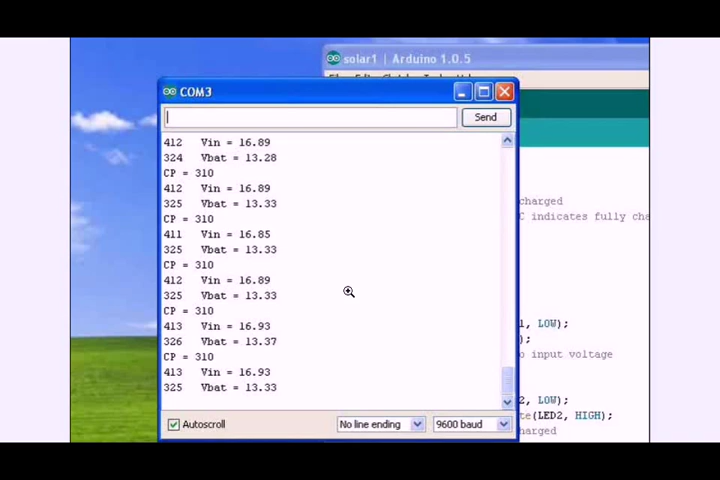 solar1 | Arduino 1.0.5
COM3
Send
412 Vin = 16.89
324 Vbat = 13.28
CP = 310
412 Vin = 16.89
325 Vbat = 13.33
CP = 310
411 Vin = 16.85
325 Vbat = 13.33
CP = 310
412 Vin = 16.89
325 Vbat = 13.33
CP = 310
413 Vin = 16.93
326 Vbat = 13.37
CP = 310
413 Vin = 16.93
325 Vbat = 13.33
charged
C indicates fully cha
1, LOW);
);
o input voltage
2, LOW);
te(LED2, HIGH);
charged
Autoscroll
No line ending
9600 baud